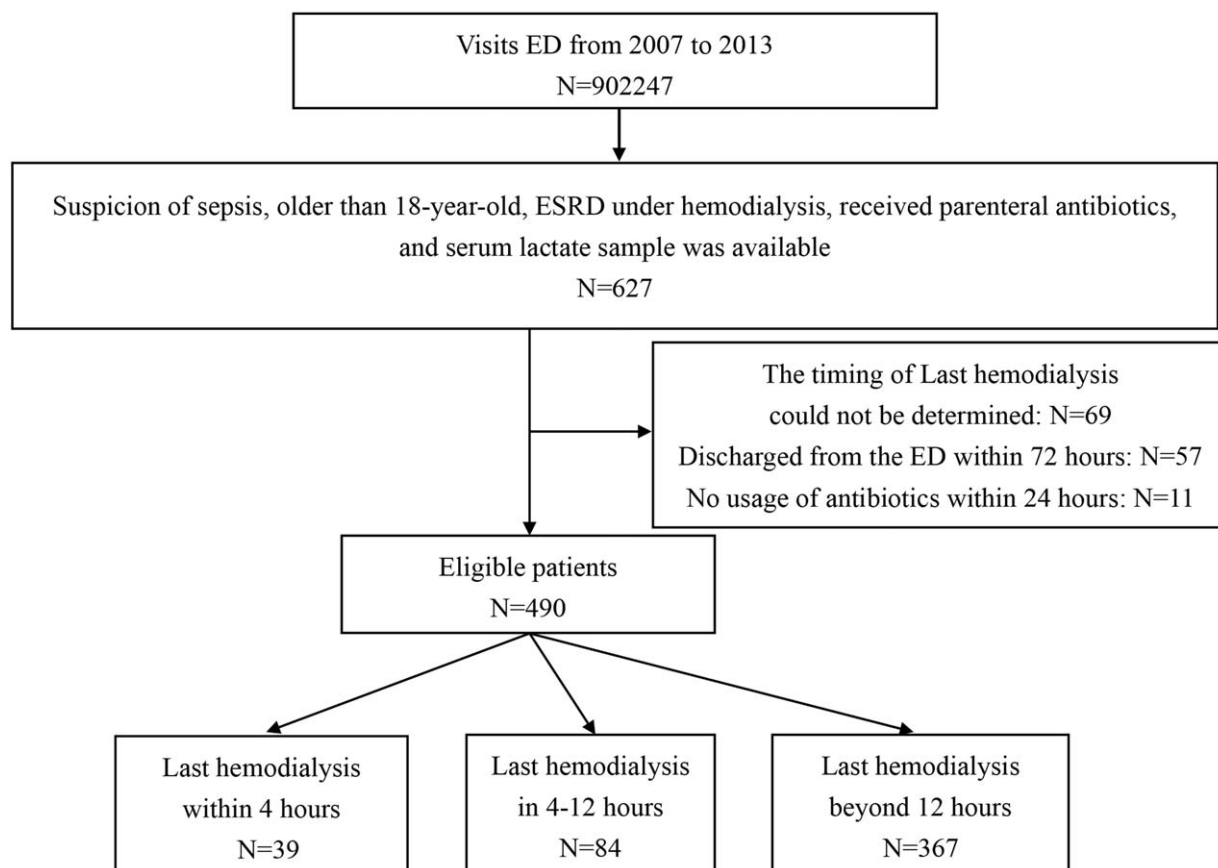 Visits ED from 2007 to 2013
N=902247
Suspicion of sepsis, older than 18-year-old, ESRD under hemodialysis, received parenteral antibiotics,
and serum lactate sample was available
N=627
The timing of Last hemodialysis
could not be determined: N=69
Discharged from the ED within 72 hours: N=57
No usage of antibiotics within 24 hours: N=11
Eligible patients
N=490
Last hemodialysis
within 4 hours
N=39
Last hemodialysis
in 4-12 hours
N=84
Last hemodialysis
beyond 12 hours
N=367